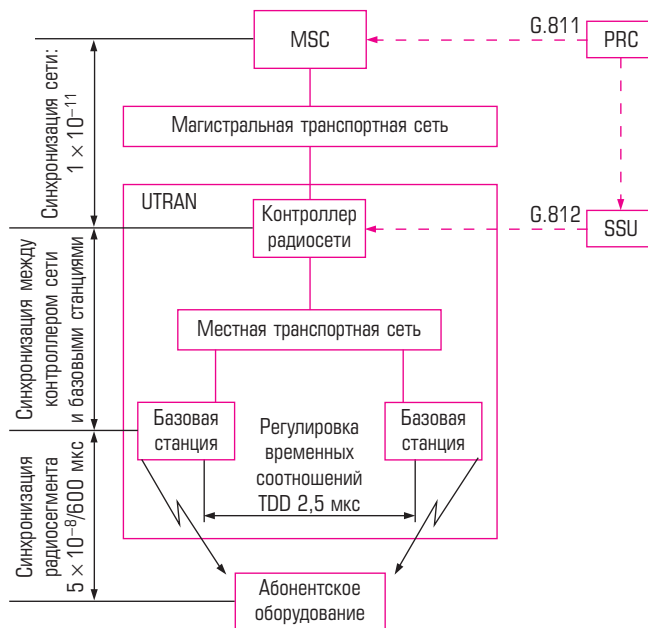 MSC
G.811
PRC
Синхронизация сети:
1 × 10⁻¹¹
Магистральная транспортная сеть
UTRAN
Контроллер
радиосети
G.812
SSU
Синхронизация между
контроллером сети
и базовыми станциями
Местная транспортная сеть
Базовая
станция
Регулировка
временных
соотношений
TDD 2,5 мкс
Базовая
станция
Синхронизация
радиосегмента
5 × 10⁻⁸/600 мкс
Абонентское
оборудование